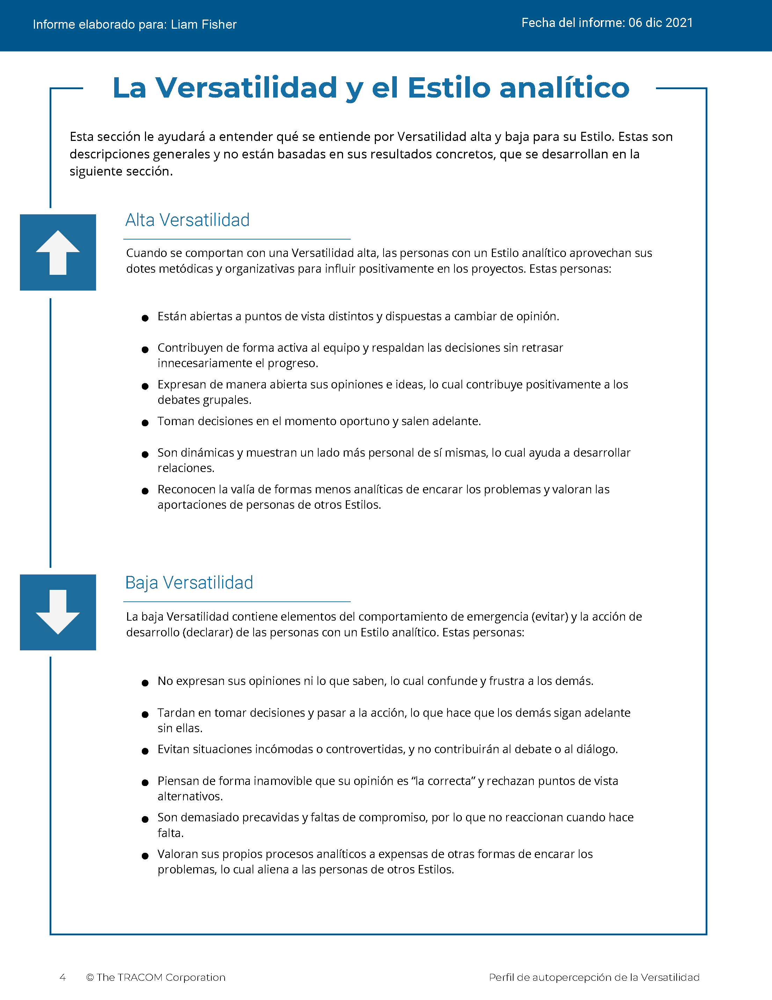 Informe elaborado para: Liam Fisher
Fecha del informe: 06 dic 2021
La Versatilidad y el Estilo analítico
Esta sección le ayudará a entender qué se entiende por Versatilidad alta y baja para su Estilo. Estas son
descripciones generales y no están basadas en sus resultados concretos, que se desarrollan en la
siguiente sección.
Alta Versatilidad
Cuando se comportan con una Versatilidad alta, las personas con un Estilo analítico aprovechan sus
dotes metódicas y organizativas para influir positivamente en los proyectos. Estas personas:
● Están abiertas a puntos de vista distintos y dispuestas a cambiar de opinión.
● Contribuyen de forma activa al equipo y respaldan las decisiones sin retrasar
innecesariamente el progreso.
● Expresan de manera abierta sus opiniones e ideas, lo cual contribuye positivamente a los
debates grupales.
● Toman decisiones en el momento oportuno y salen adelante.
● Son dinámicas y muestran un lado más personal de sí mismas, lo cual ayuda a desarrollar
relaciones.
● Reconocen la valía de formas menos analíticas de encarar los problemas y valoran las
aportaciones de personas de otros Estilos.
Baja Versatilidad
La baja Versatilidad contiene elementos del comportamiento de emergencia (evitar) y la acción de
desarrollo (declarar) de las personas con un Estilo analítico. Estas personas:
● No expresan sus opiniones ni lo que saben, lo cual confunde y frustra a los demás.
● Tardan en tomar decisiones y pasar a la acción, lo que hace que los demás sigan adelante
sin ellas.
● Evitan situaciones incómodas o controvertidas, y no contribuirán al debate o al diálogo.
● Piensan de forma inamovible que su opinión es “la correcta” y rechazan puntos de vista
alternativos.
● Son demasiado precavidas y faltas de compromiso, por lo que no reaccionan cuando hace
falta.
● Valoran sus propios procesos analíticos a expensas de otras formas de encarar los
problemas, lo cual aliena a las personas de otros Estilos.
4 © The TRACOM Corporation
Perfil de autopercepción de la Versatilidad